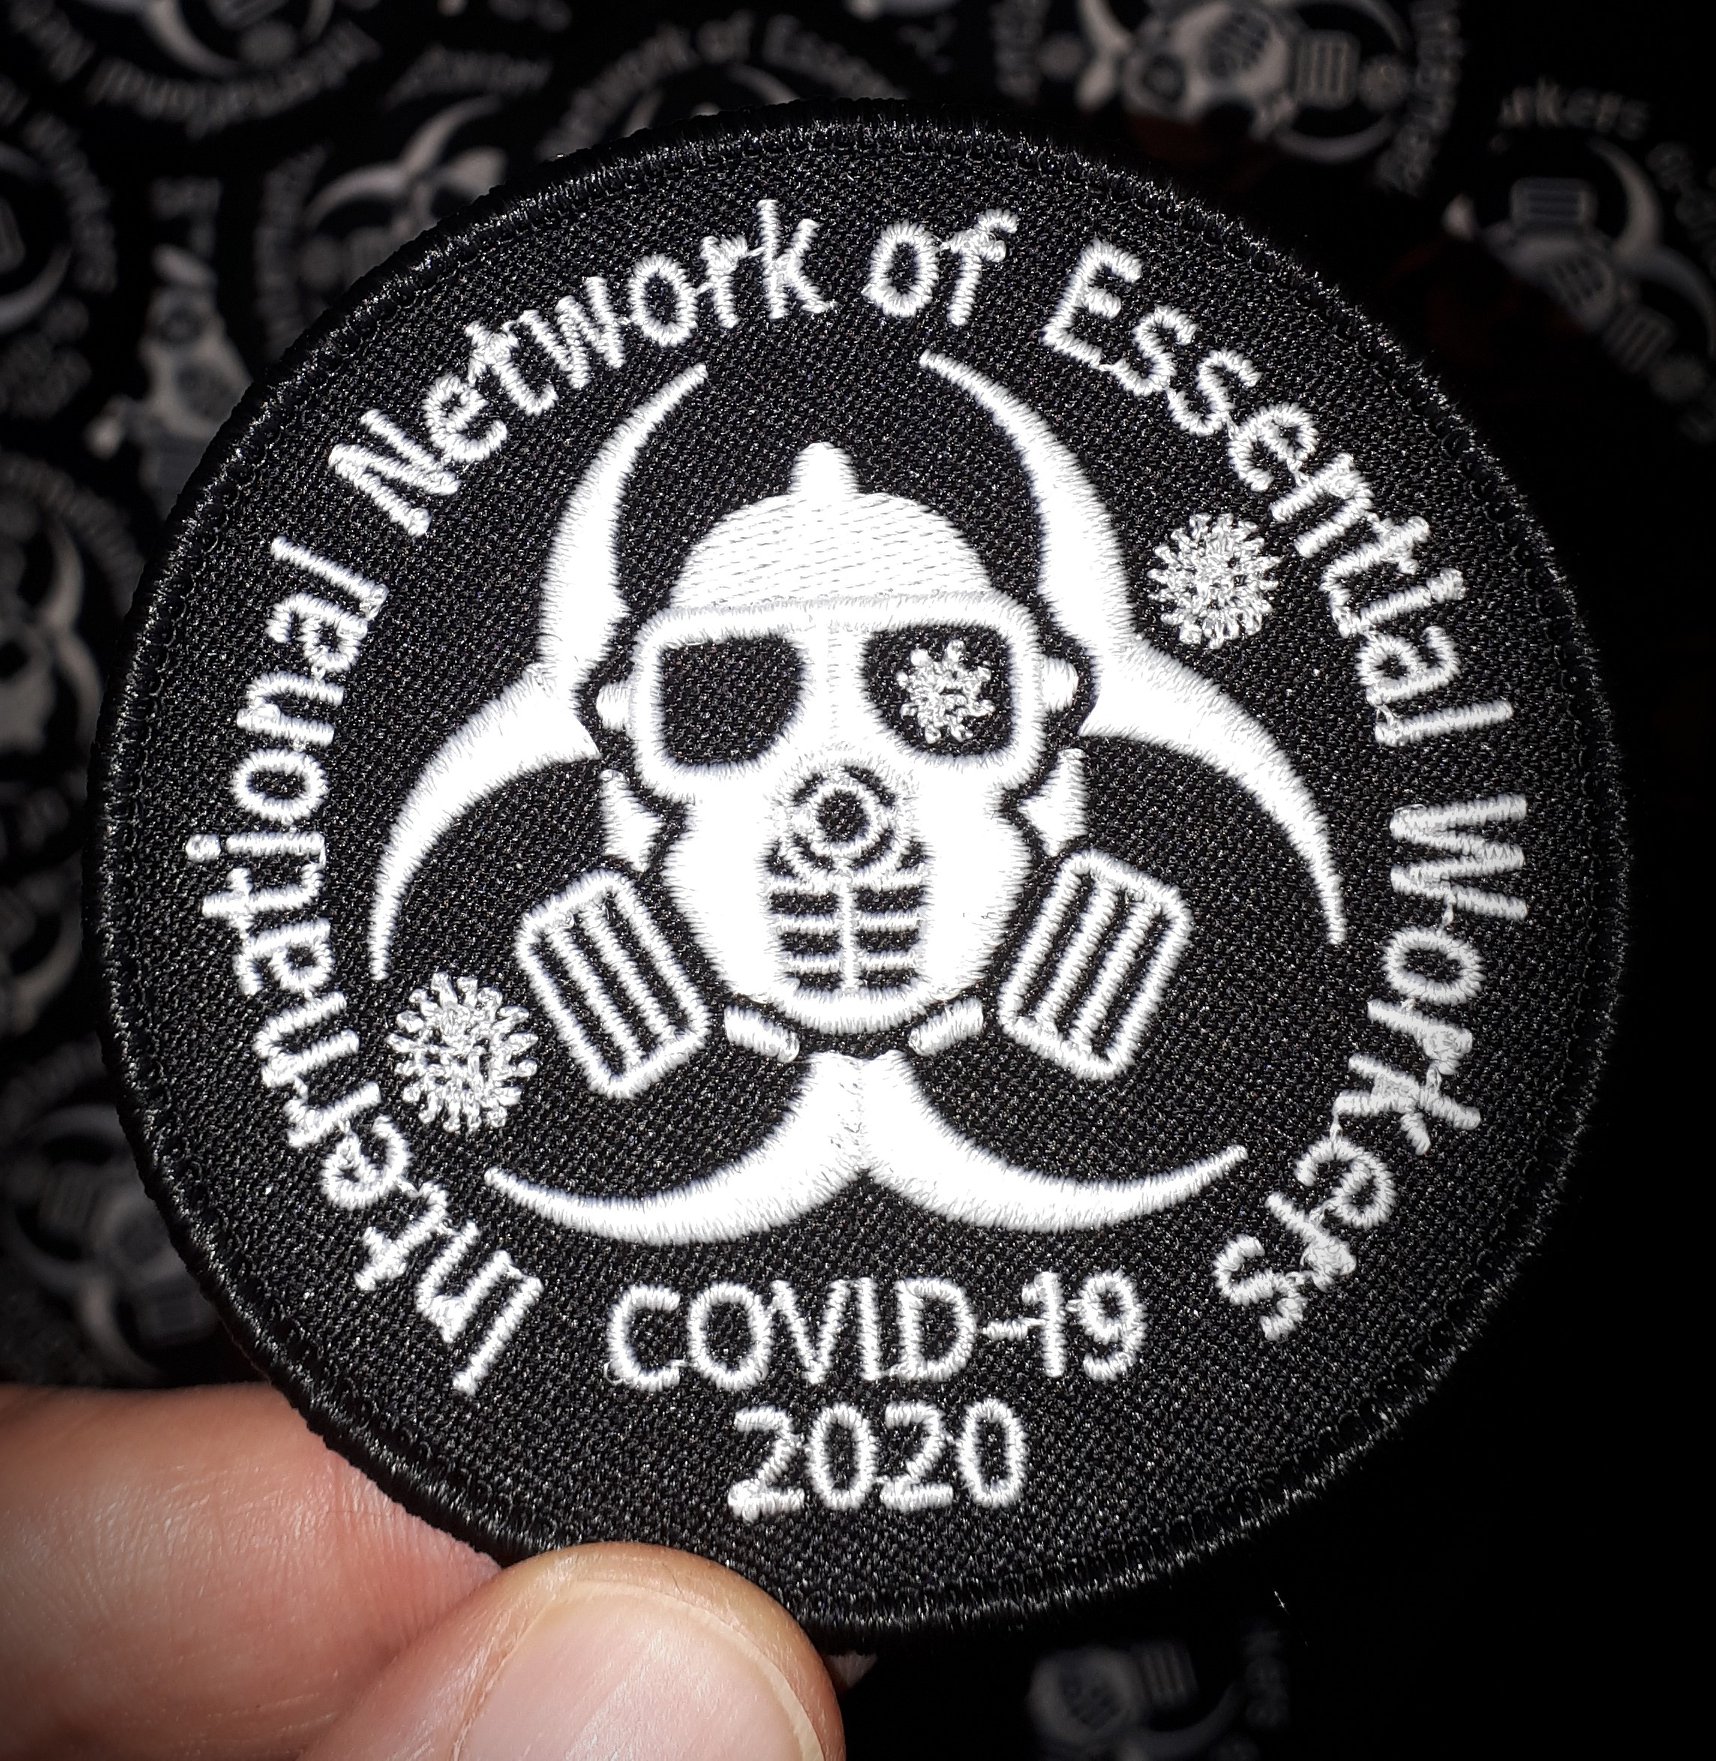 International Network of Essential Workers
COVID-19
2020